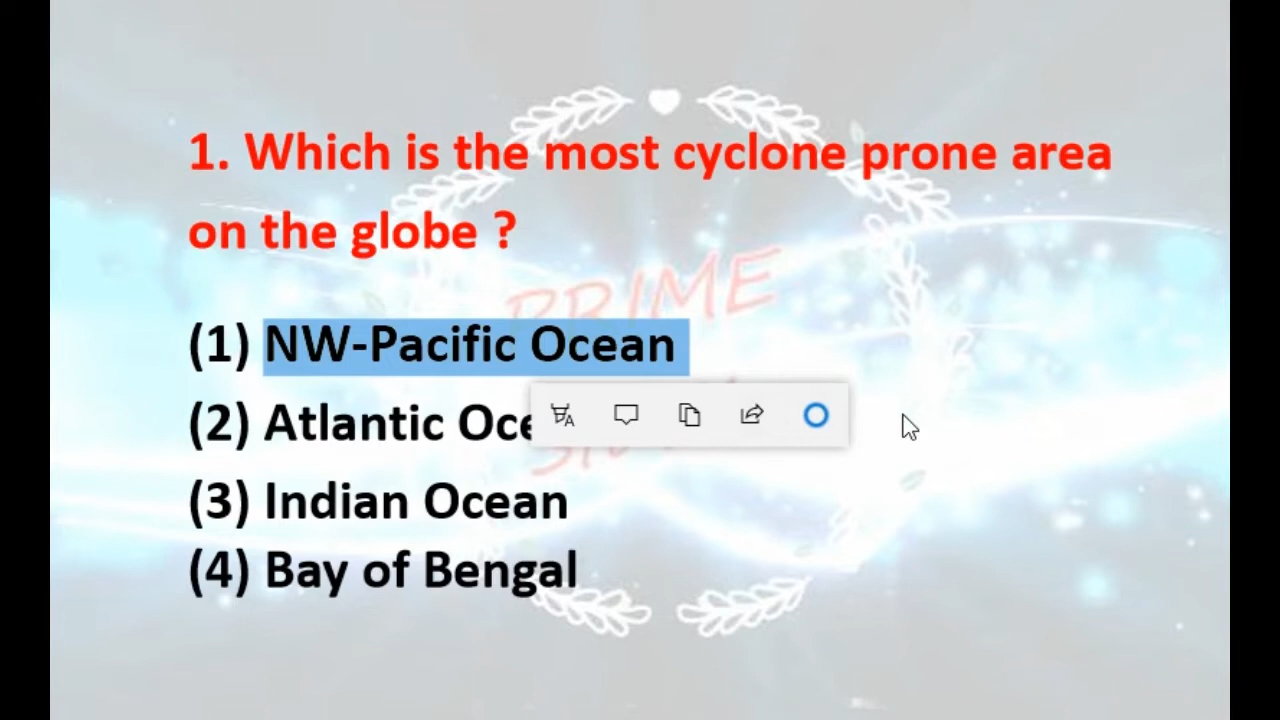 1. Which is the most cyclone prone area
on the globe ?
PRIME
(1) NW-Pacific Ocean
(2) Atlantic
(3) Indian Ocean
(4) Bay of Bengal